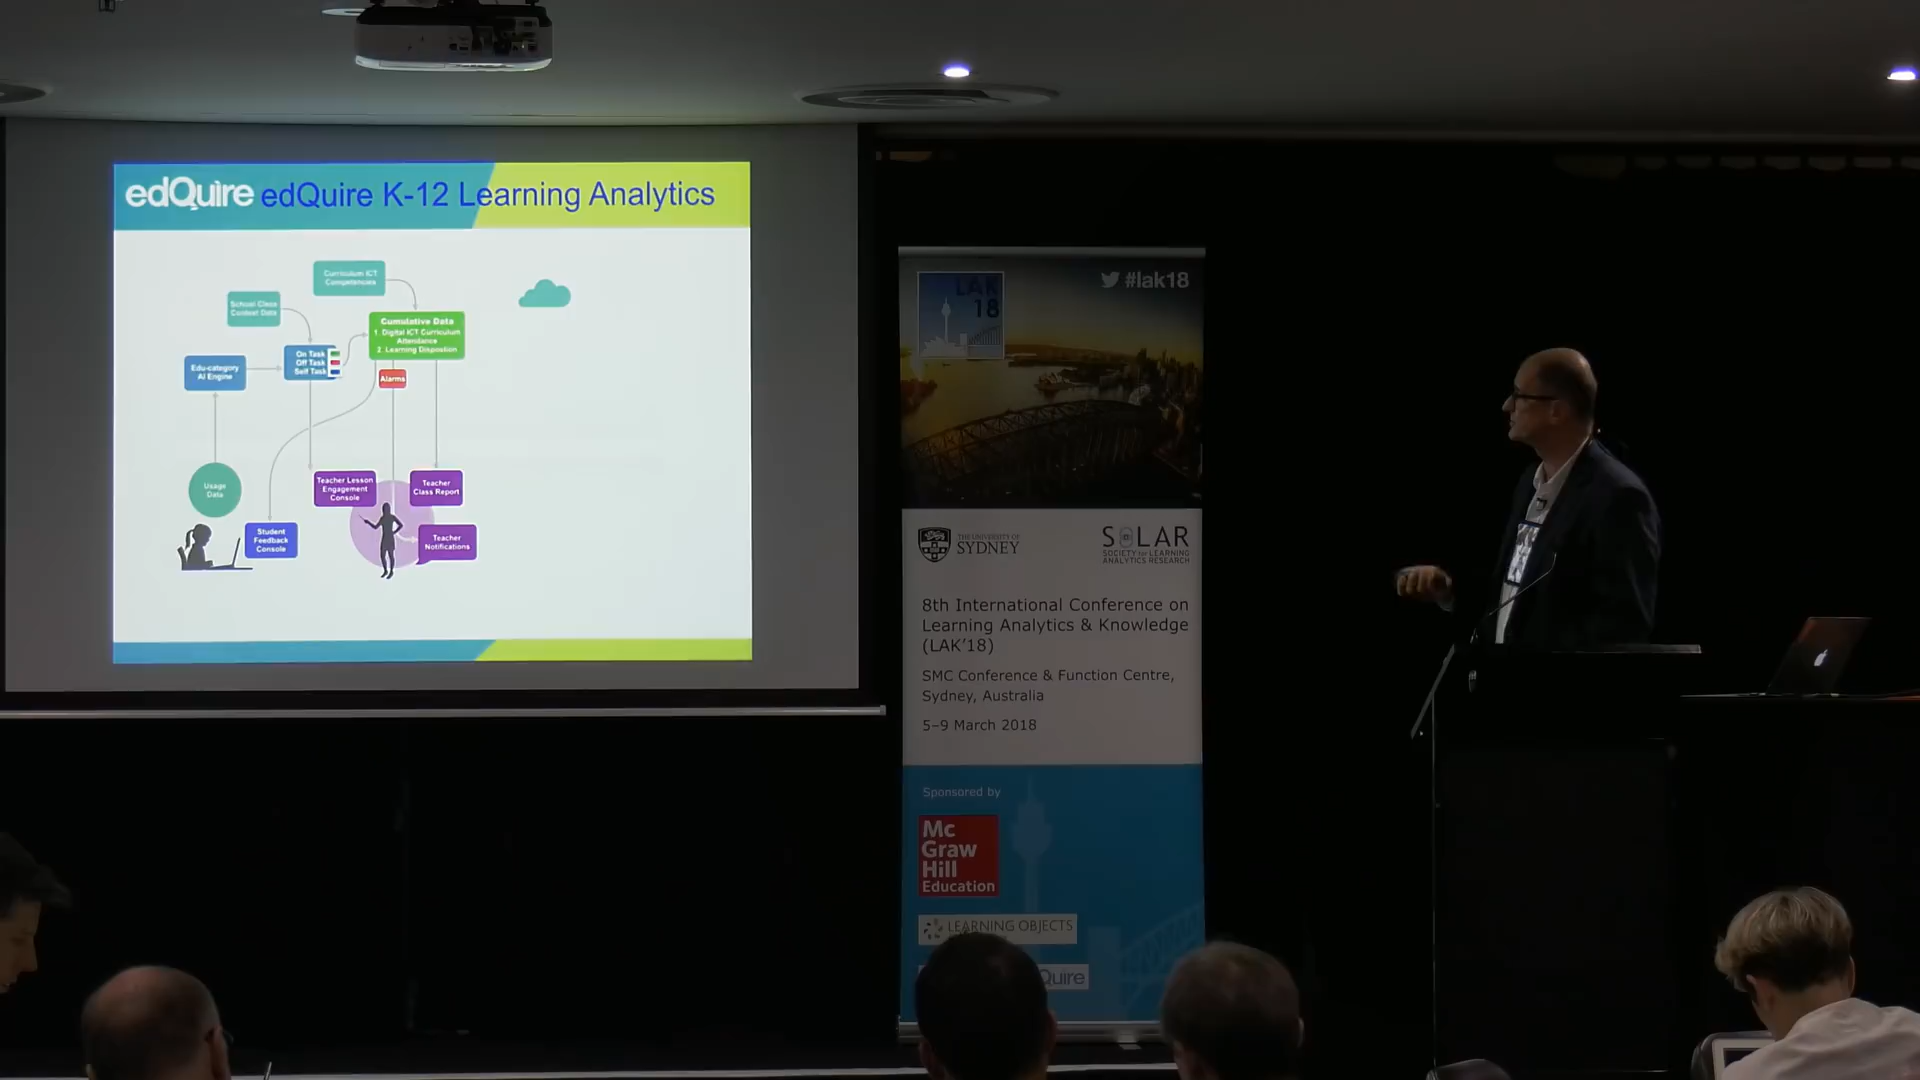 edQuire edQuire K-12 Learning Analytics
Curriculum ICT
Competencies
School Class
Context Data
Cumulative Data
1 Digital ICT Curriculum
Attendance
2 Learning Disposition
On Task
Off Task
Self Task
Edu-category
AI Engine
Alarms
Usage
Data
Teacher Lesson
Engagement
Console
Teacher
Class Report
Student
Feedback
Console
Teacher
Notifications
#lak18
LAK
18
THE UNIVERSITY OF
SYDNEY
SOLAR
SOCIETY for LEARNING
ANALYTICS RESEARCH
8th International Conference on
Learning Analytics & Knowledge
(LAK'18)
SMC Conference & Function Centre,
Sydney, Australia
5–9 March 2018
Sponsored by
Mc
Graw
Hill
Education
LEARNING OBJECTS
Quire